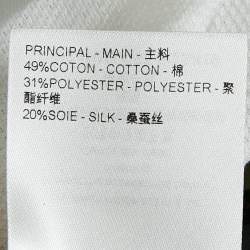 PRINCIPAL - MAIN - 主料
49%COTON - COTTON - 棉
31%POLYESTER - POLYESTER - 聚
酯纤维
20%SOIE - SILK - 桑蚕丝